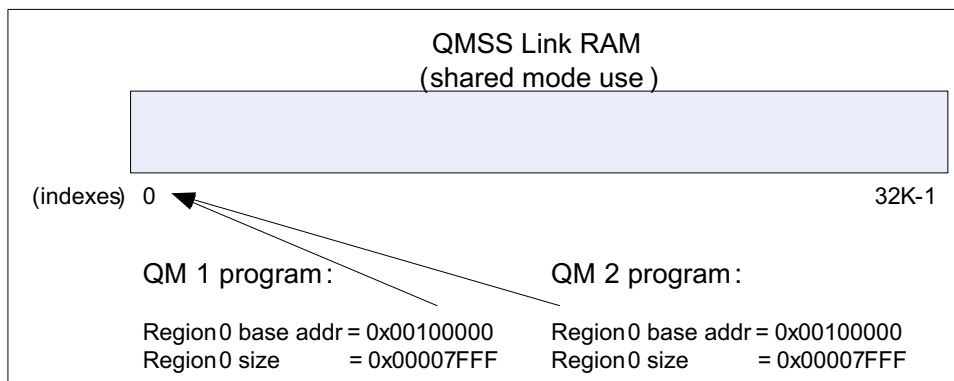 QMSS Link RAM
(shared mode use )
(indexes) 0 32K-1
QM 1 program : QM 2 program :
Region 0 base addr = 0x00100000 Region 0 base addr = 0x00100000
Region 0 size = 0x00007FFF Region 0 size = 0x00007FFF